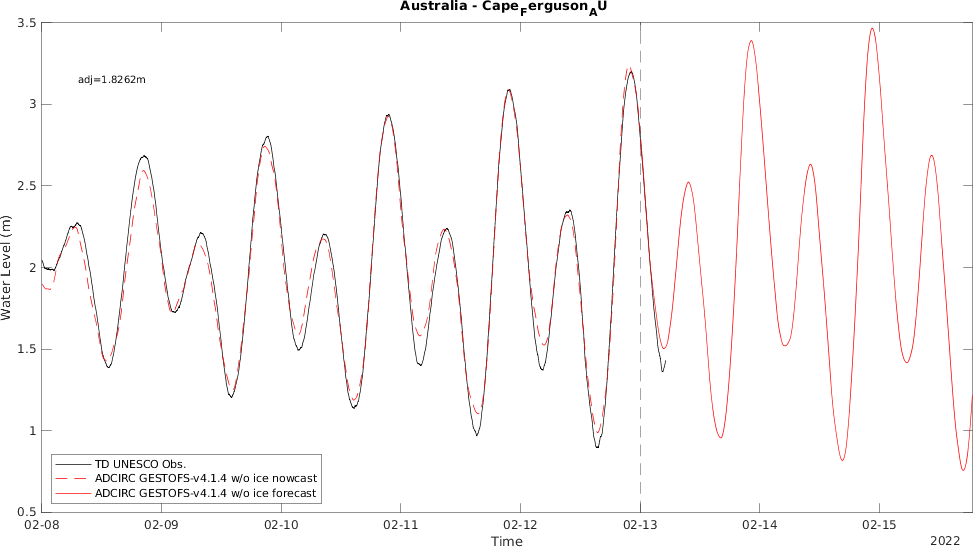 Australia - CapeFergusonAU
3.5
adj=1.8262m
3
2.5
2
Water Level (m)
1.5
1
TD UNESCO Obs.
ADCIRC GESTOFS-v4.1.4 w/o ice nowcast
ADCIRC GESTOFS-v4.1.4 w/o ice forecast
0.5
02-08 02-09 02-10 02-11 02-12 02-13 02-14 02-15
Time
2022